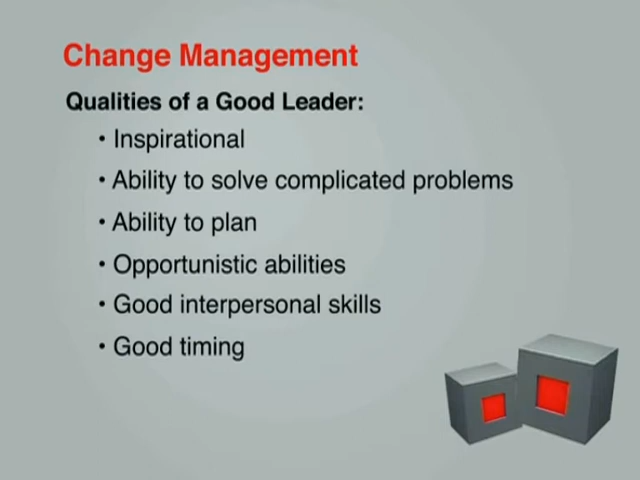 Change Management
Qualities of a Good Leader:
• Inspirational
• Ability to solve complicated problems
• Ability to plan
• Opportunistic abilities
• Good interpersonal skills
• Good timing